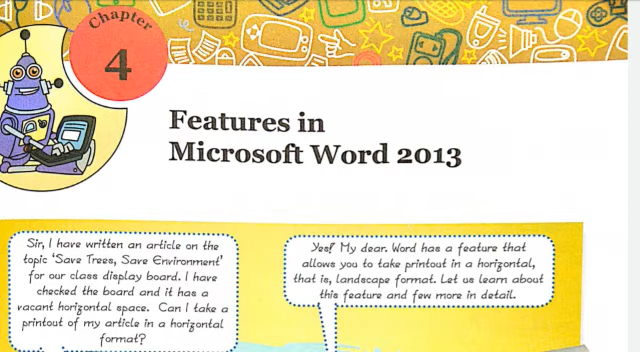 Chapter
4
Features in
Microsoft Word 2013
Sir, I have written an article on the
topic 'Save Trees, Save Environment'
for our class display board. I have
checked the board and it has a
vacant horizontal space. Can I take a
printout of my article in a horizontal
format?
Yes! My dear. Word has a feature that
allows you to take printout in a horizontal,
that is, landscape format. Let us learn about
this feature and few more in detail.